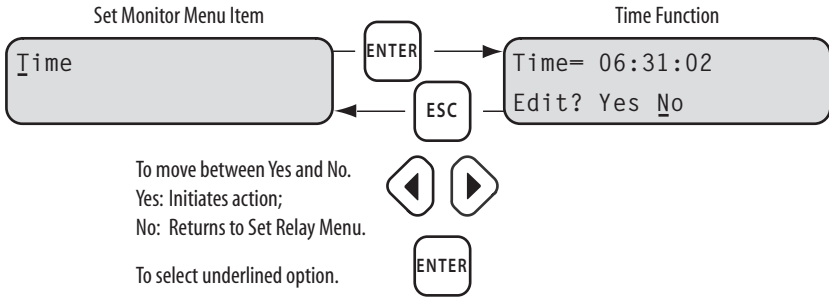 Set Monitor Menu Item
Time Function
Time
ENTER
Time= 06:31:02
Edit? Yes No
ESC
To move between Yes and No.
Yes: Initiates action;
No: Returns to Set Relay Menu.
To select underlined option.
ENTER